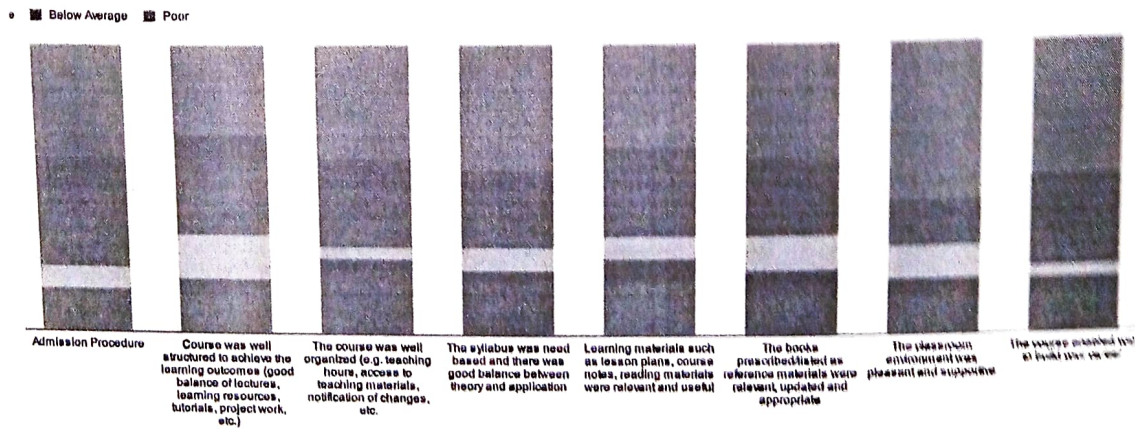 e Below Average Poor
Admission Procedure
Course was well
structured to achieve the
learning outcomes (good
balance of lectures,
learning resources,
tutorials, project work,
etc.)
The course was well
organized (e.g. teaching
hours, access to
teaching materials,
notification of changes,
etc.
The syllabus was need
based and there was
good balance between
theory and application
Learning materials such
as lesson plans, course
notes, reading materials
were relevant and useful
The books
prescribed/listed as
reference materials were
relevant, updated and
appropriate
The classroom
environment was
pleasant and supportive
The course enabled